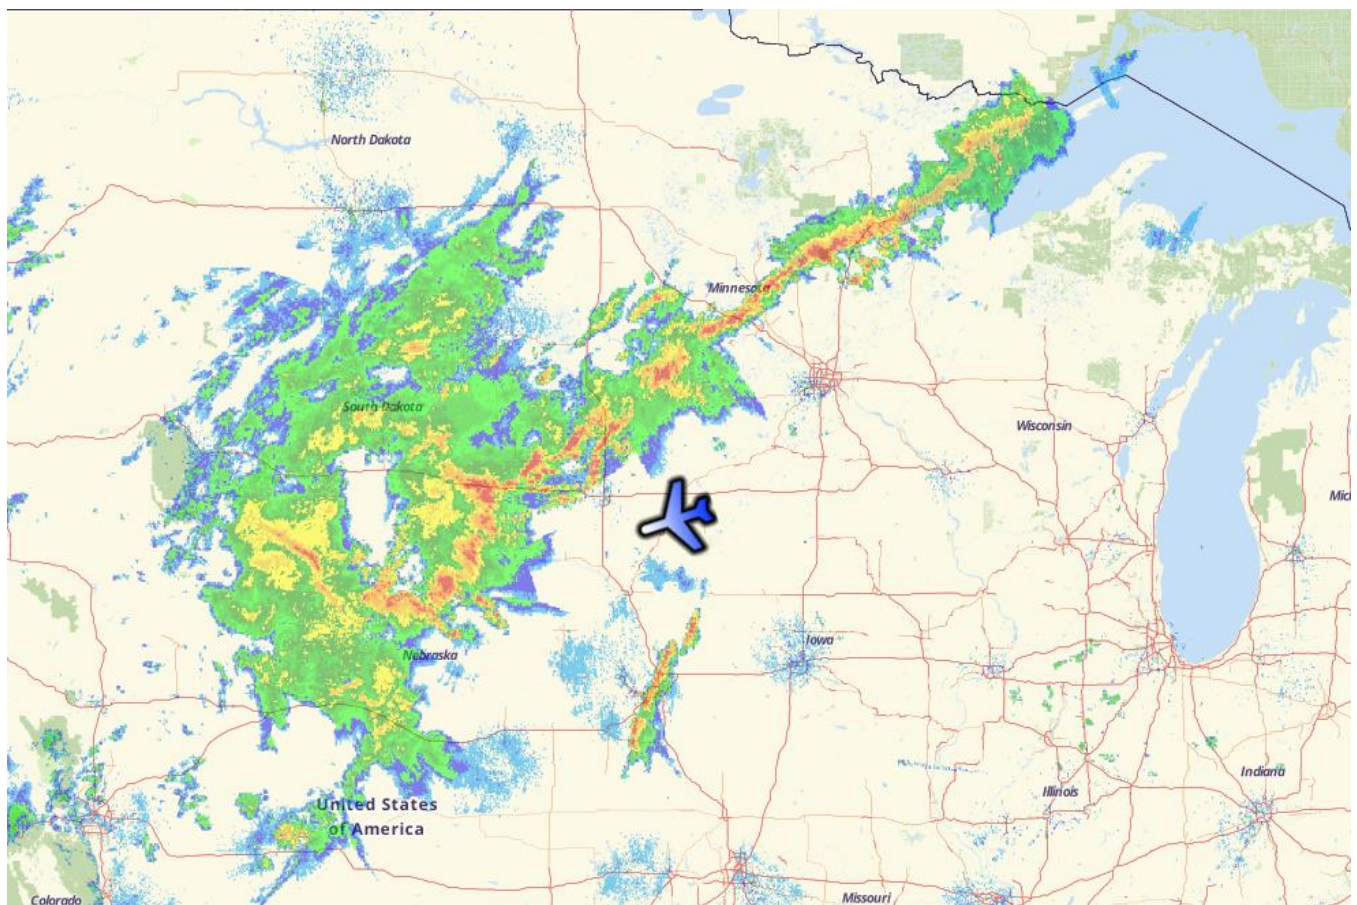 North Dakota
Minnesota
South Dakota
Wisconsin
Mic
Iowa
Nebraska
Indiana
Illinois
United States
of America
Missouri
Colorado